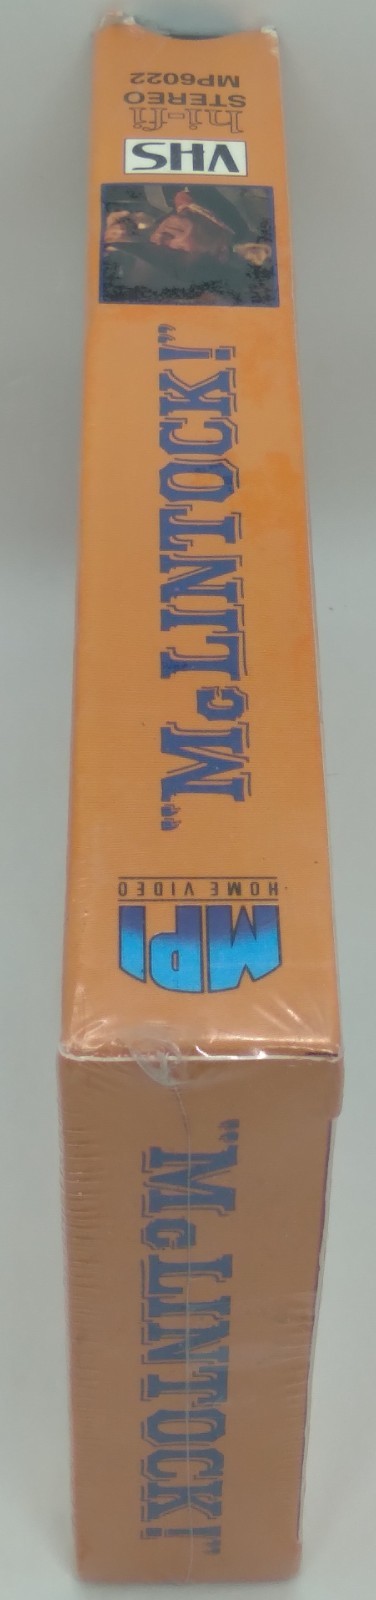 MPI
HOME VIDEO
"McLINTOCK!"
VHS
hi-fi
STEREO
MP6022
"McLINTOCK!"